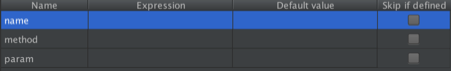 Name Expression Default value Skip if defined
name
method
param